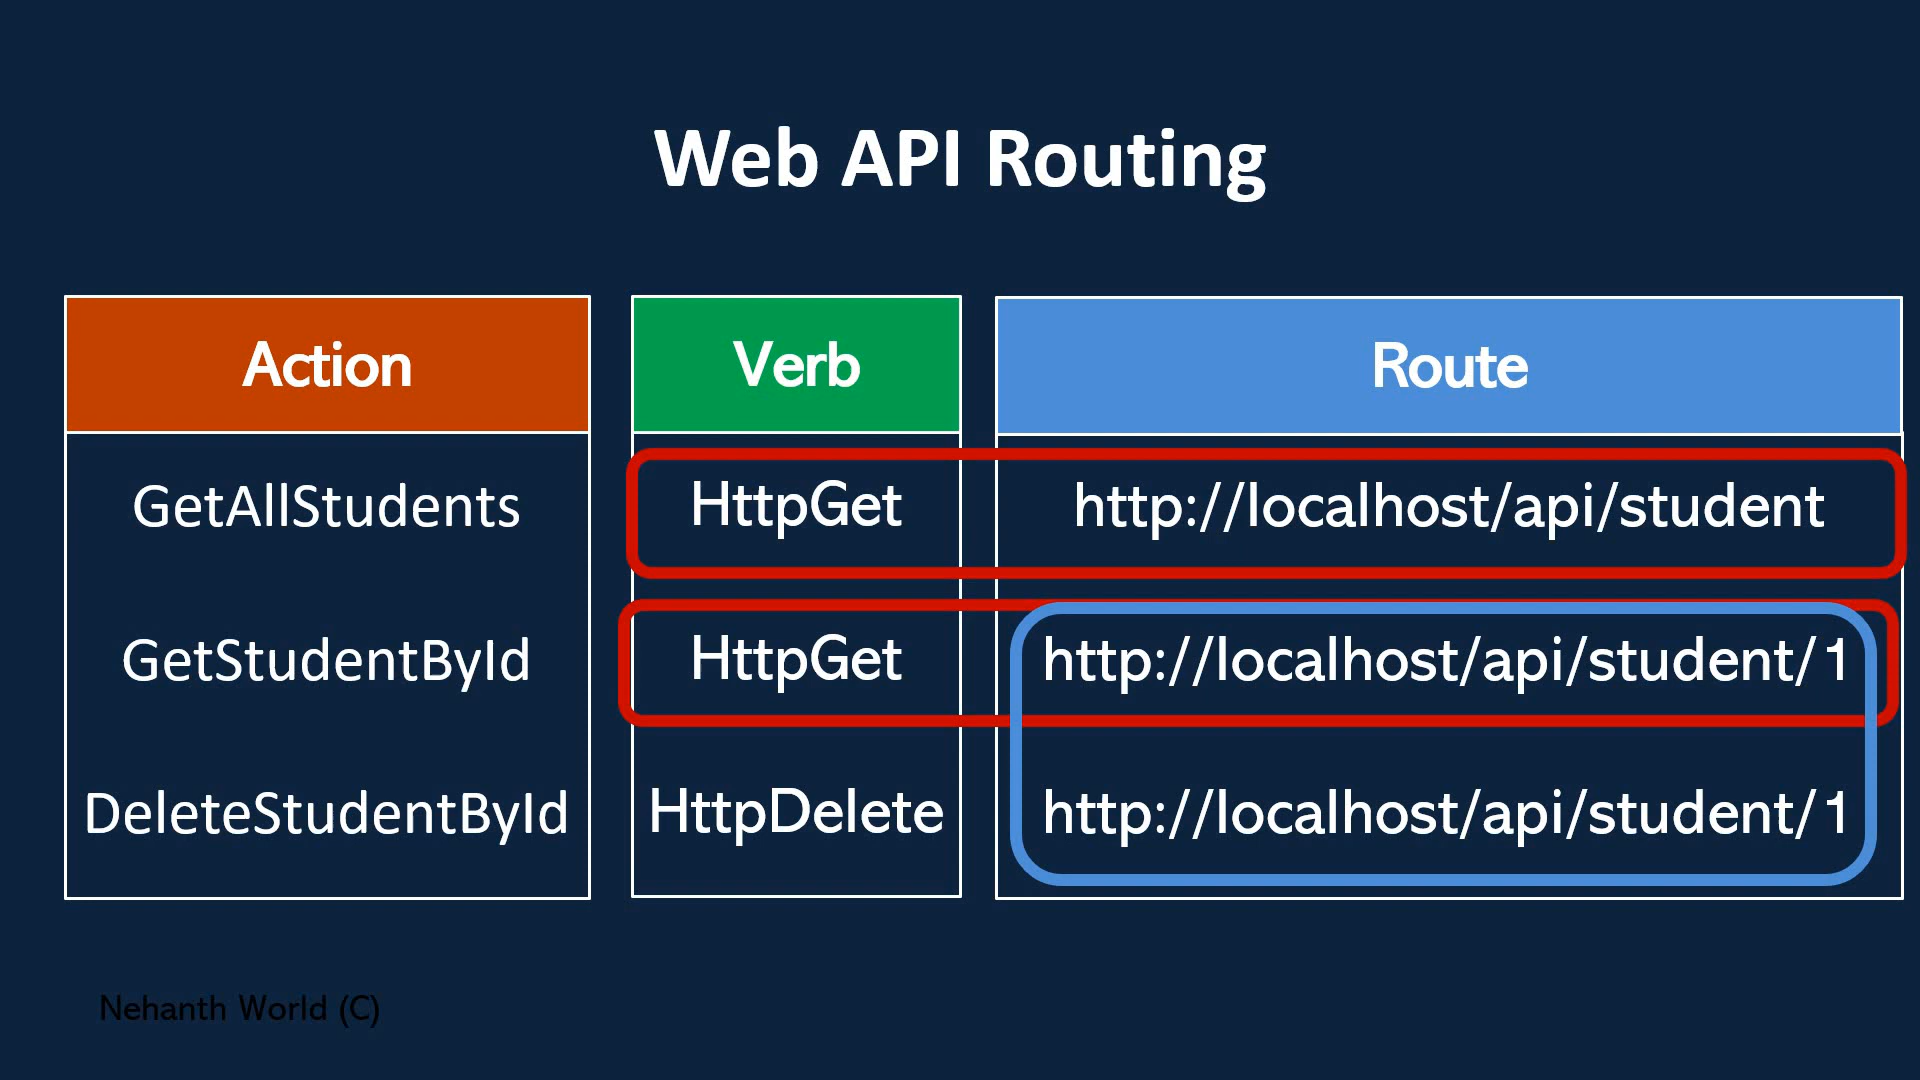 Web API Routing
Action Verb Route
GetAllStudents HttpGet http://localhost/api/student
GetStudentById HttpGet http://localhost/api/student/1
DeleteStudentById HttpDelete http://localhost/api/student/1
Nehanth World (C)